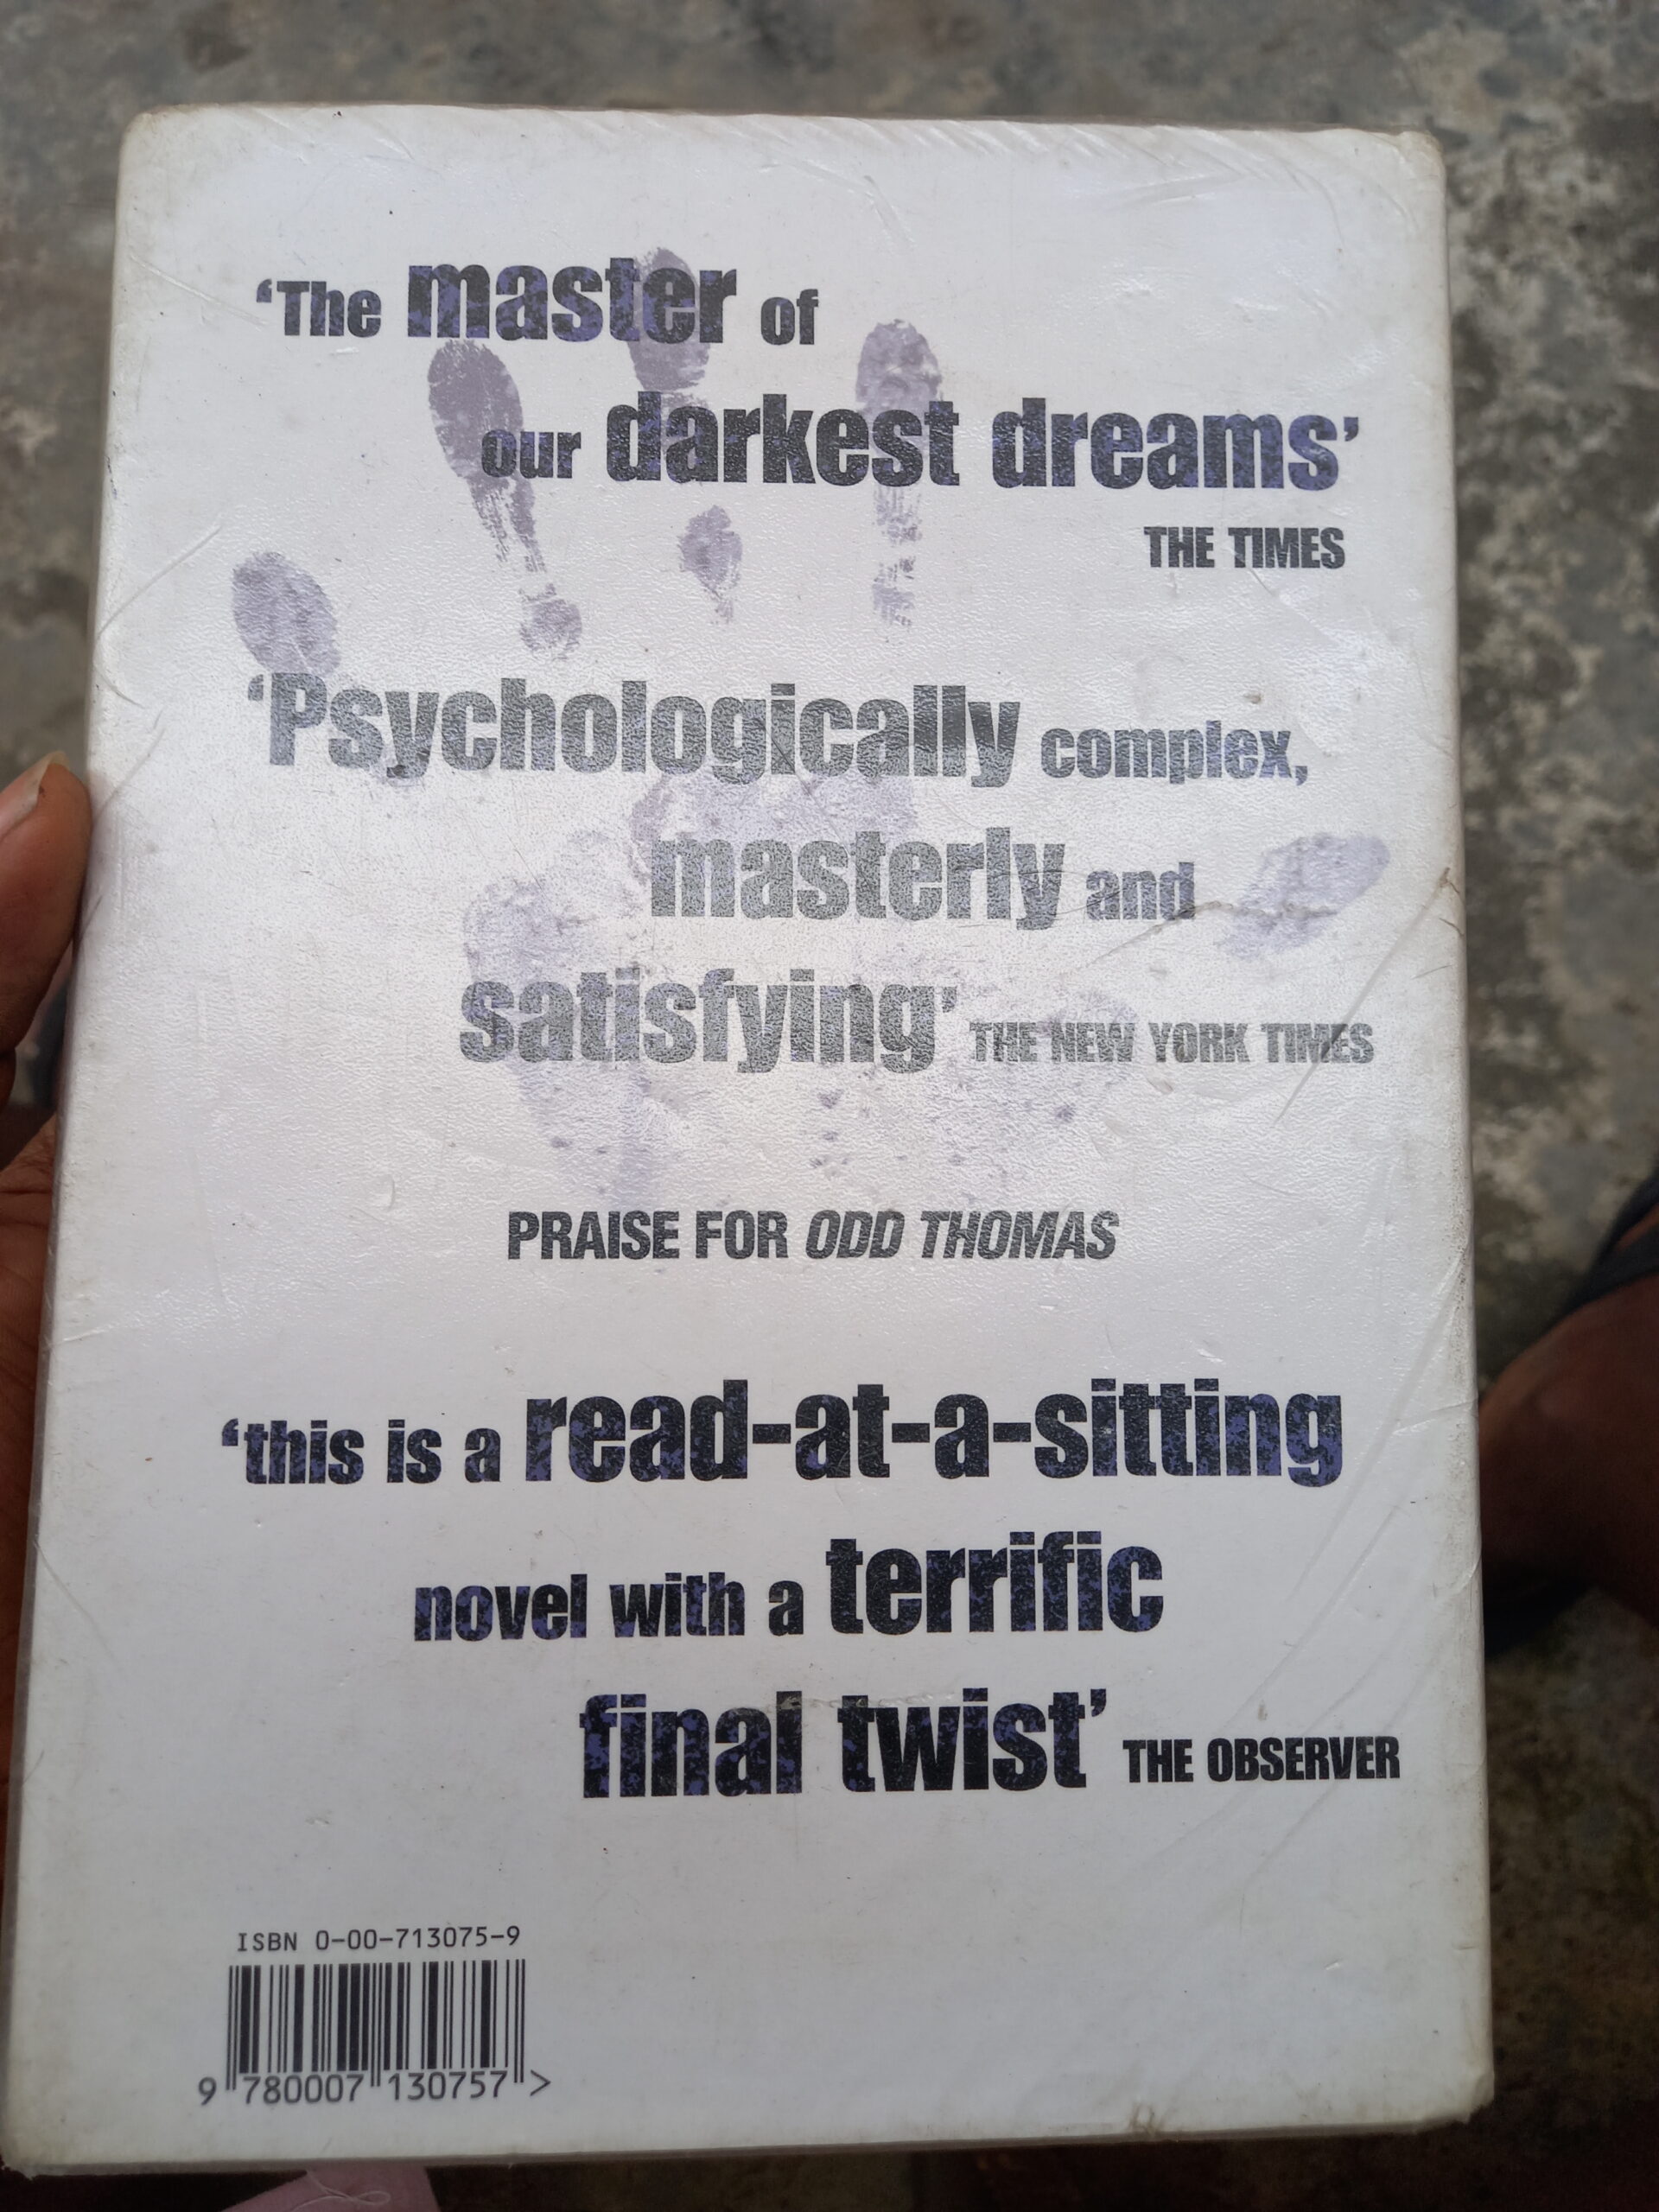 ‘The master of
our darkest dreams’
THE TIMES
‘Psychologically complex,
masterly and
satisfying’ THE NEW YORK TIMES
PRAISE FOR ODD THOMAS
‘this is a read-at-a-sitting
novel with a terrific
final twist’ THE OBSERVER
ISBN 0-00-713075-9
9 780007 130757 >